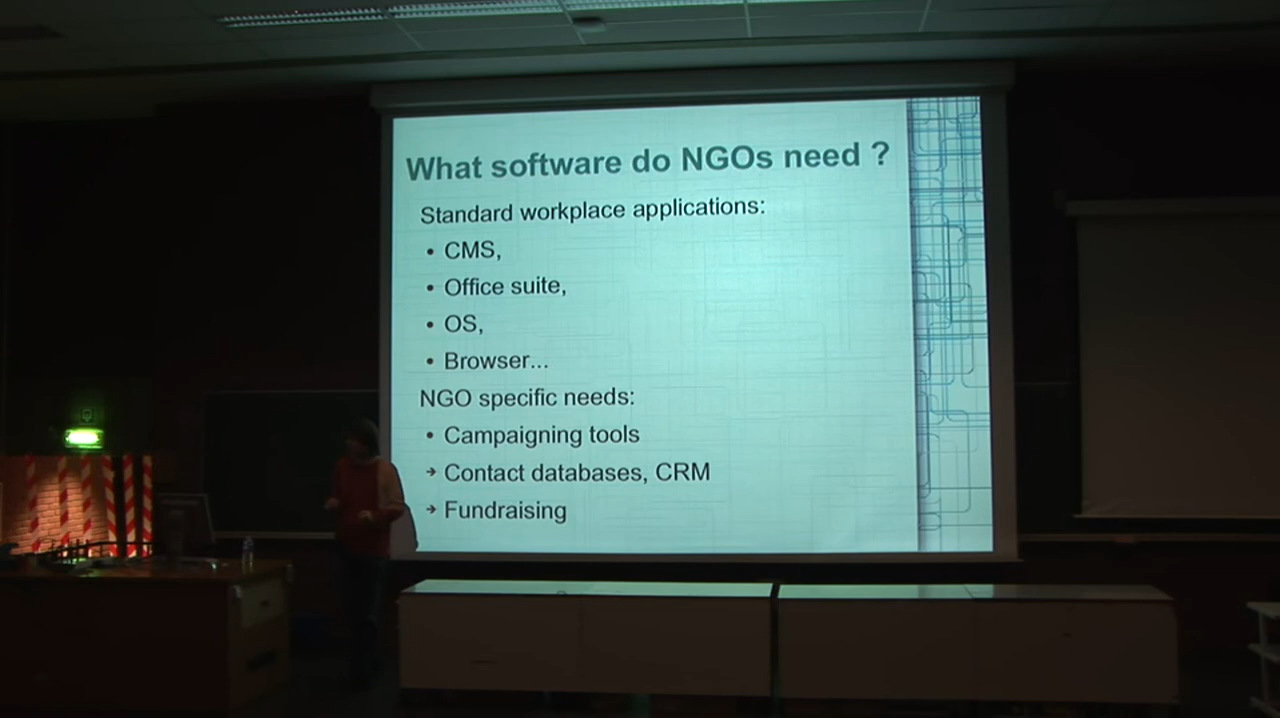 What software do NGOs need ?
Standard workplace applications:
• CMS,
• Office suite,
• OS,
• Browser...
NGO specific needs:
• Campaigning tools
→ Contact databases, CRM
→ Fundraising